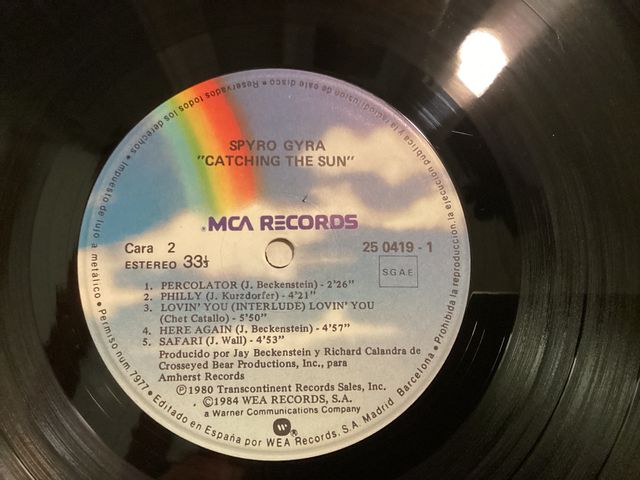 SPYRO GYRA
"CATCHING THE SUN"
MCA RECORDS
Cara 2
ESTEREO 33⅓
25 0419 - 1
S.G.A.E.
1. PERCOLATOR (J. Beckenstein) - 2'26"
2. PHILLY (J. Kurzdorfer) - 4'21"
3. LOVIN' YOU (INTERLUDE) LOVIN' YOU
(Chet Catallo) - 5'50"
4. HERE AGAIN (J. Beckenstein) - 4'57"
5. SAFARI (J. Wall) - 4'53"
Producido por Jay Beckenstein y Richard Calandra de
Crosseyed Bear Productions, Inc., para
Amherst Records
Ⓟ1980 Transcontinent Records Sales, Inc.
©1984 WEA RECORDS, S.A.
a Warner Communications Company
W
Impuesto de lujo a metálico • Permiso num. 7977 • Editado en España por WEA Records, S.A. Madrid. Barcelona • Prohibida la reproducción, la ejecución pública y la radiodifusión de este disco • Reservados todos los derechos •